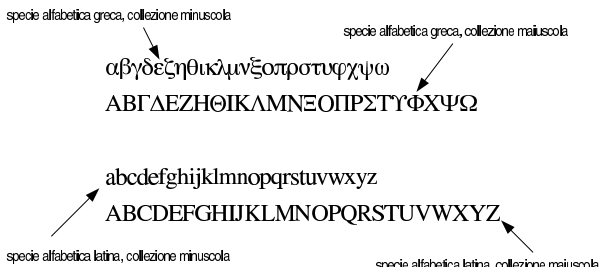 specie alfabetica greca, collezione minuscola
specie alfabetica greca, collezione maiuscola
αβγδεζηθικλμνξοπρστυφχψω
ΑΒΓΔΕΖΗΘΙΚΛΜΝΞΟΠΡΣΤΥΦΧΨΩ
abcdefghijklmnopqrstuvwxyz
ABCDEFGHIJKLMNOPQRSTUVWXYZ
specie alfabetica latina, collezione minuscola
specie alfabetica latina, collezione maiuscola